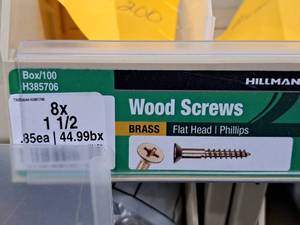 200
Box/100
H385706
HILLMAN
8x
1 1/2
.85ea | 44.99bx
Wood Screws
BRASS Flat Head | Phillips